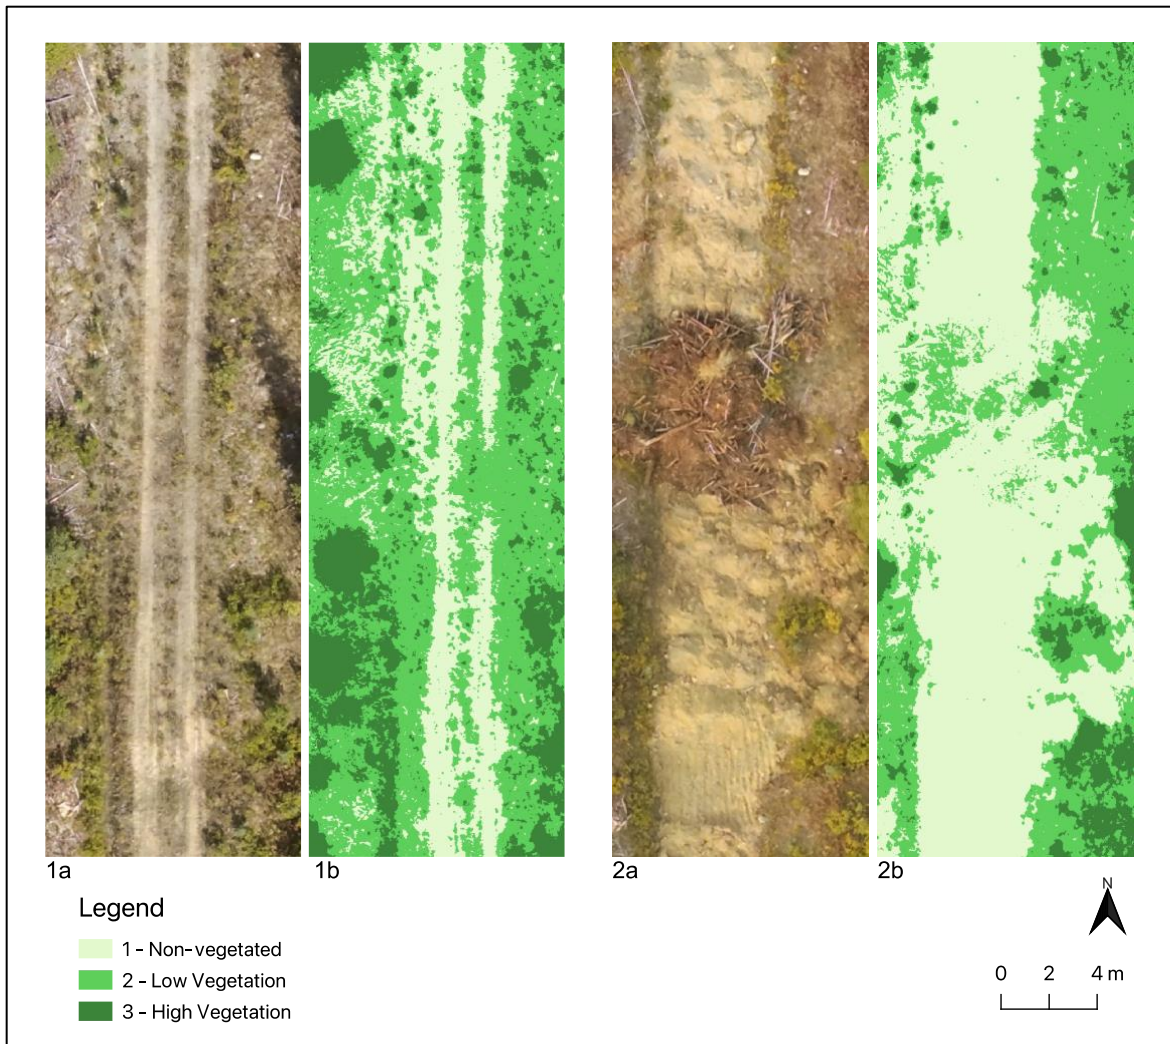 1a
1b
2a
2b
Legend
1 - Non-vegetated
2 - Low Vegetation
3 - High Vegetation
N
0 2 4 m